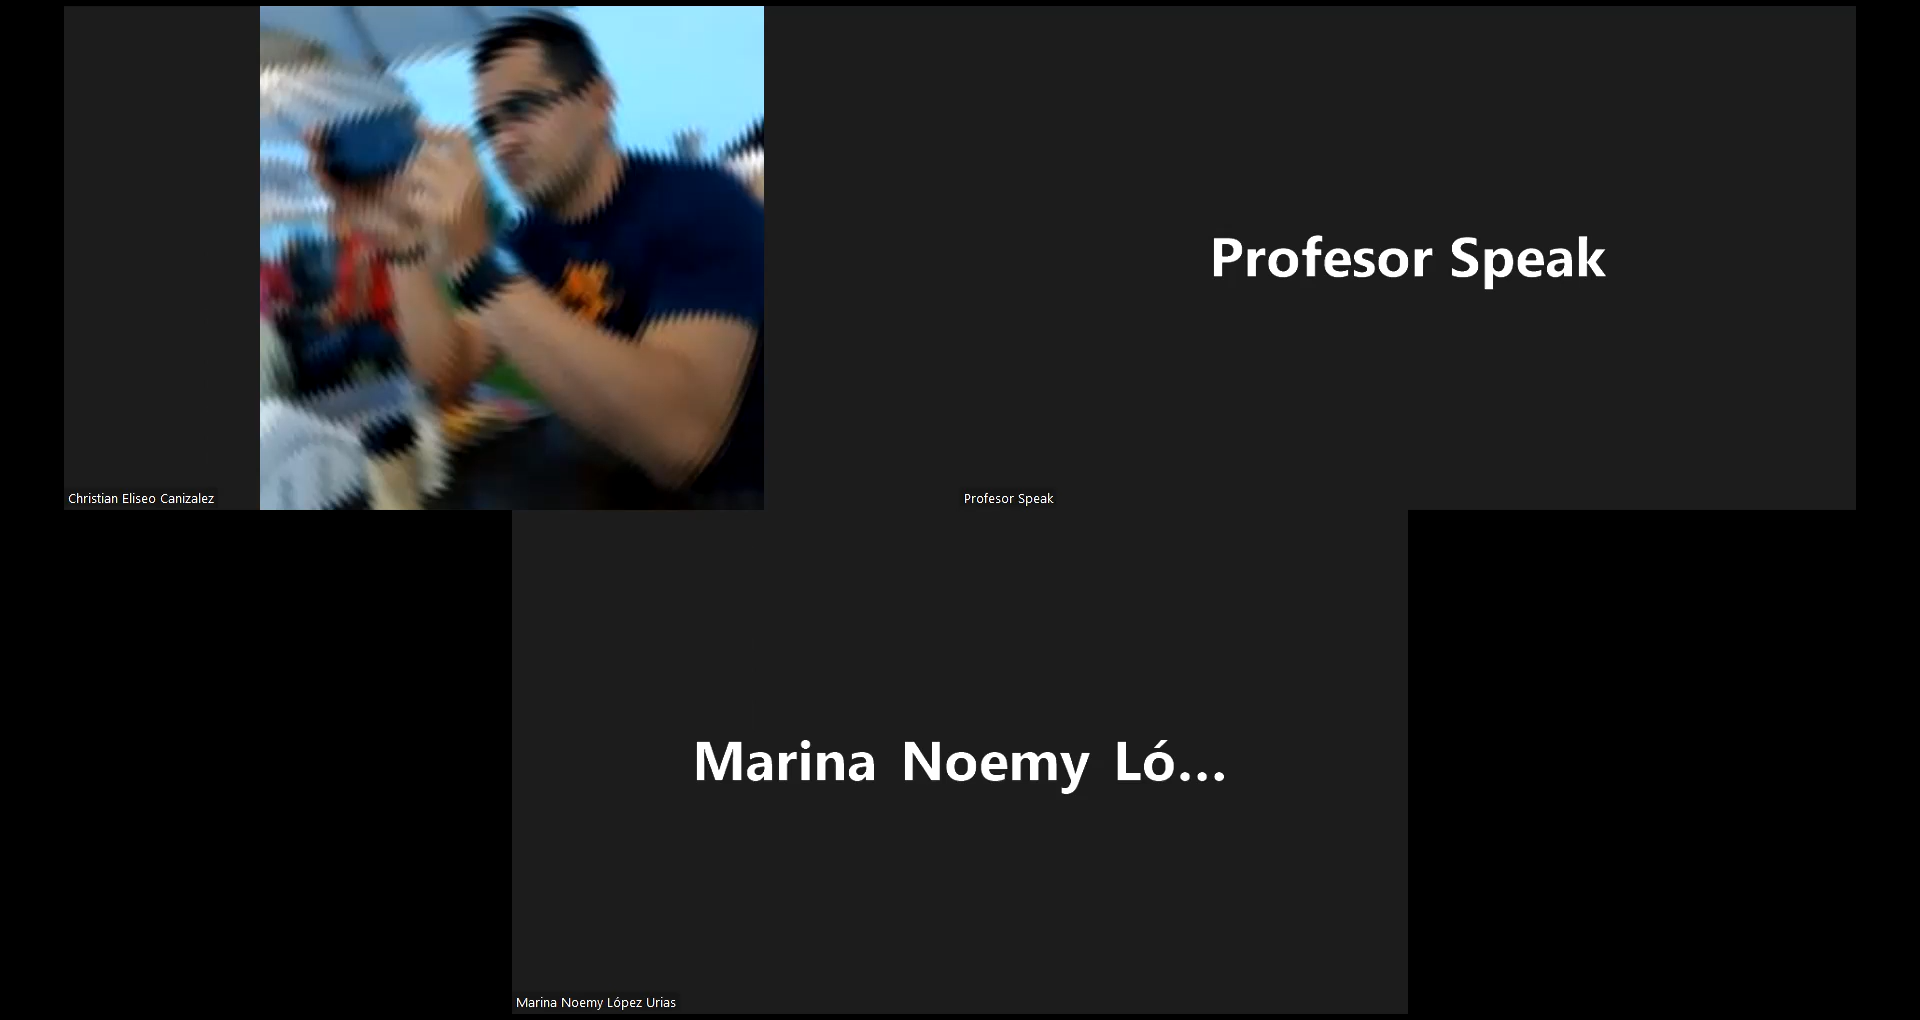 Profesor Speak
Christian Eliseo Canizalez
Profesor Speak
Marina Noemy Ló...
Marina Noemy López Urias